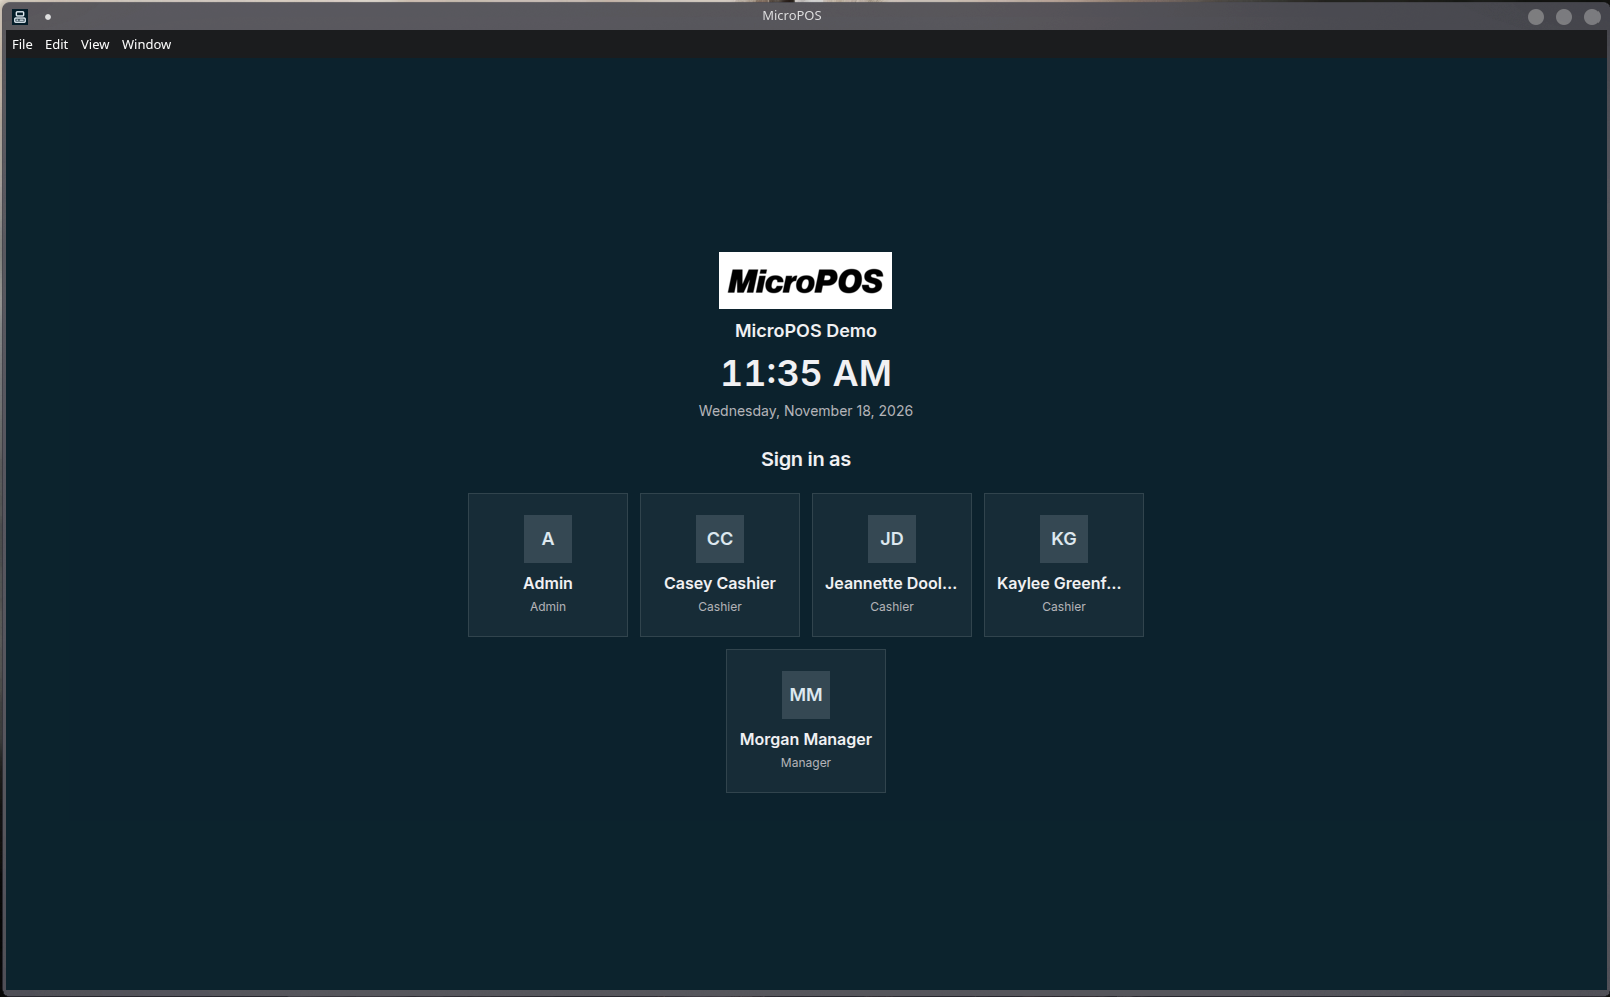 MicroPOS
File Edit View Window
MicroPOS
MicroPOS Demo
11:35 AM
Wednesday, November 18, 2026
Sign in as
A
Admin
Admin
CC
Casey Cashier
Cashier
JD
Jeannette Dool...
Cashier
KG
Kaylee Greenf...
Cashier
MM
Morgan Manager
Manager